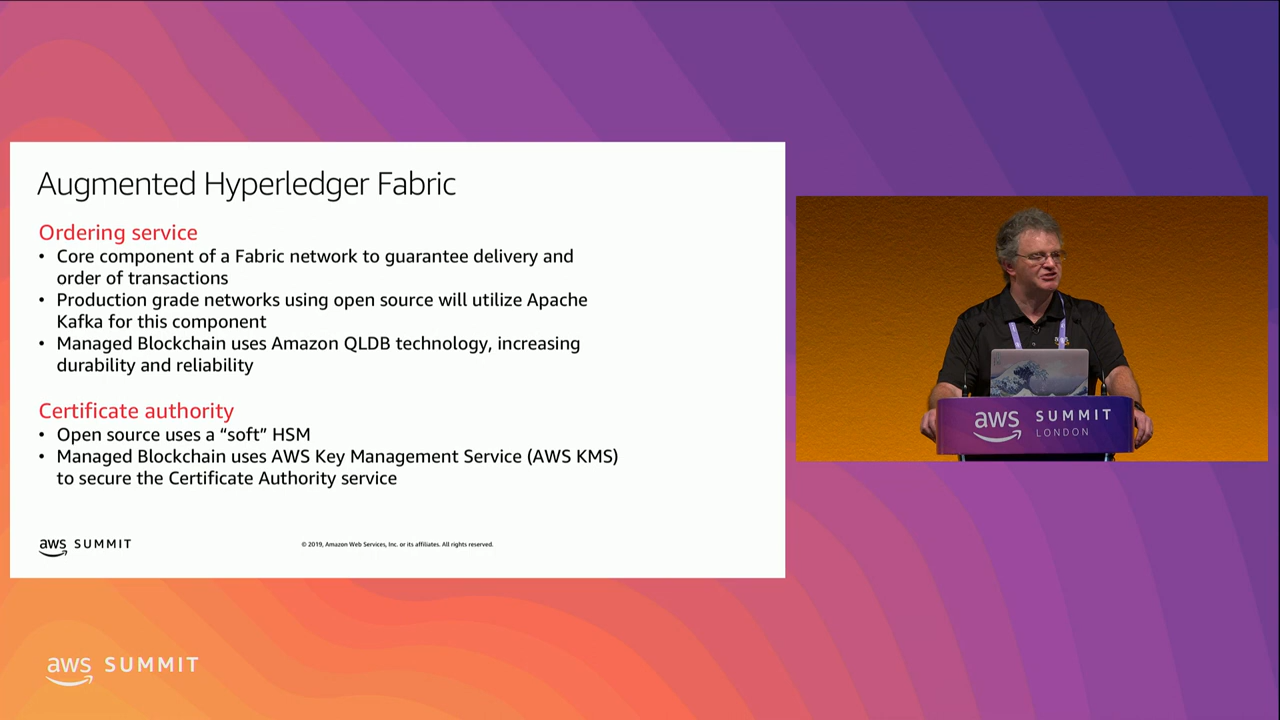 Augmented Hyperledger Fabric
Ordering service
• Core component of a Fabric network to guarantee delivery and
order of transactions
• Production grade networks using open source will utilize Apache
Kafka for this component
• Managed Blockchain uses Amazon QLDB technology, increasing
durability and reliability
Certificate authority
• Open source uses a “soft” HSM
• Managed Blockchain uses AWS Key Management Service (AWS KMS)
to secure the Certificate Authority service
aws SUMMIT
© 2019, Amazon Web Services, Inc. or its affiliates. All rights reserved.
aws SUMMIT
LONDON
aws SUMMIT